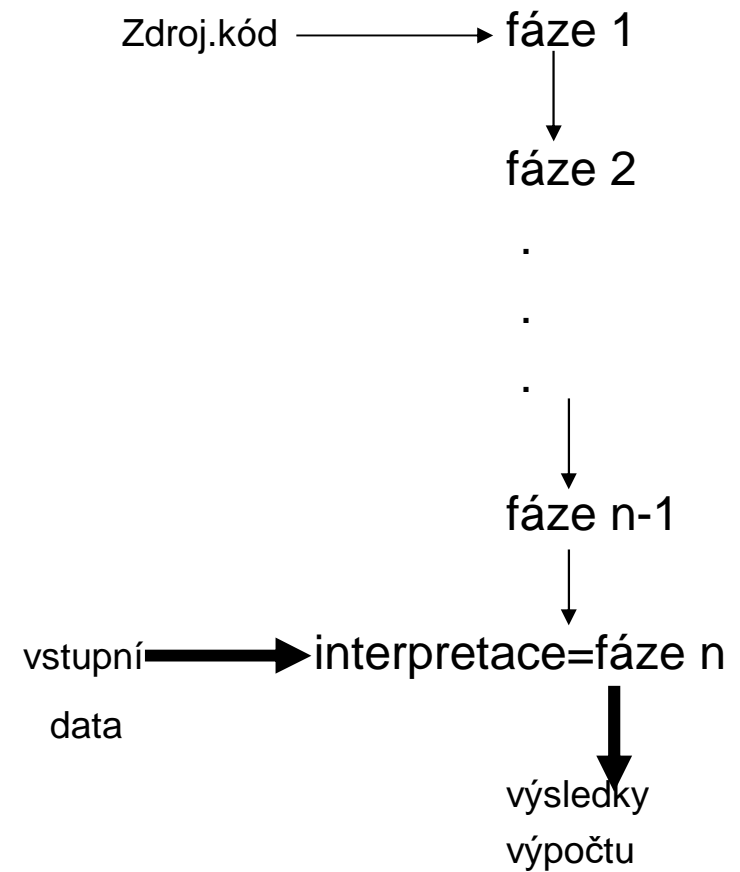 Zdroj.kód fáze 1
fáze 2
.
.
.
fáze n-1
vstupní interpretace=fáze n
data
výsledky
výpočtu